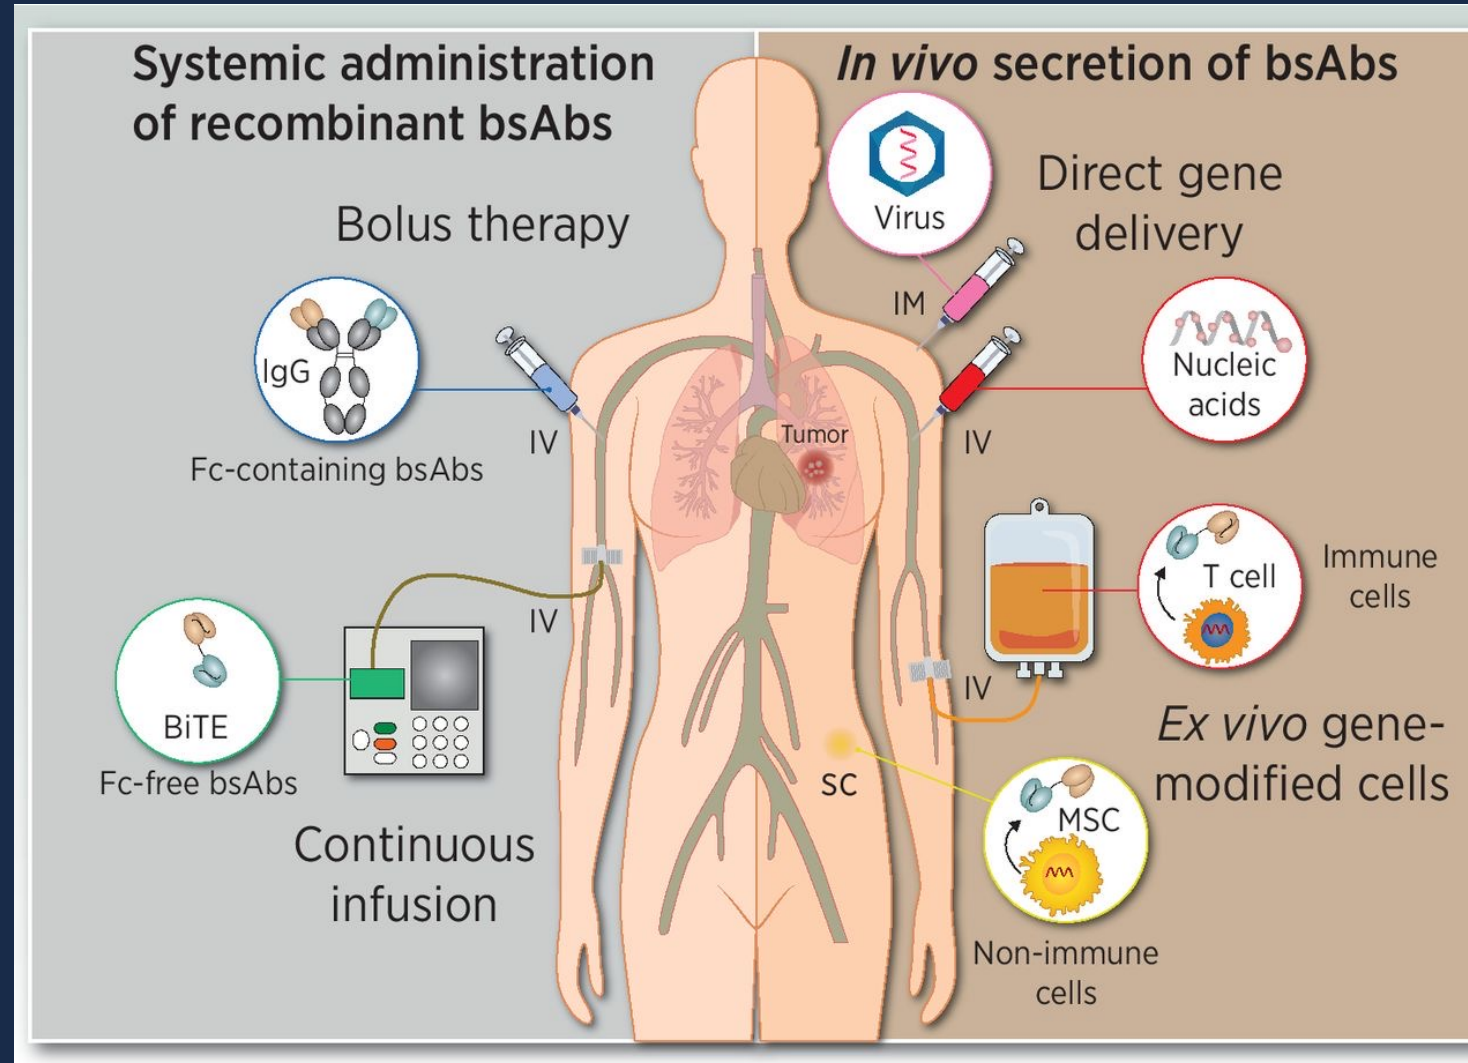 Systemic administration
of recombinant bsAbs
Bolus therapy
IgG
IV
Fc-containing bsAbs
IV
BiTE
Fc-free bsAbs
Continuous
infusion
Tumor
In vivo secretion of bsAbs
Virus
Direct gene
delivery
IM
Nucleic
acids
IV
T cell
Immune
cells
IV
Ex vivo gene-
modified cells
SC
MSC
Non-immune
cells